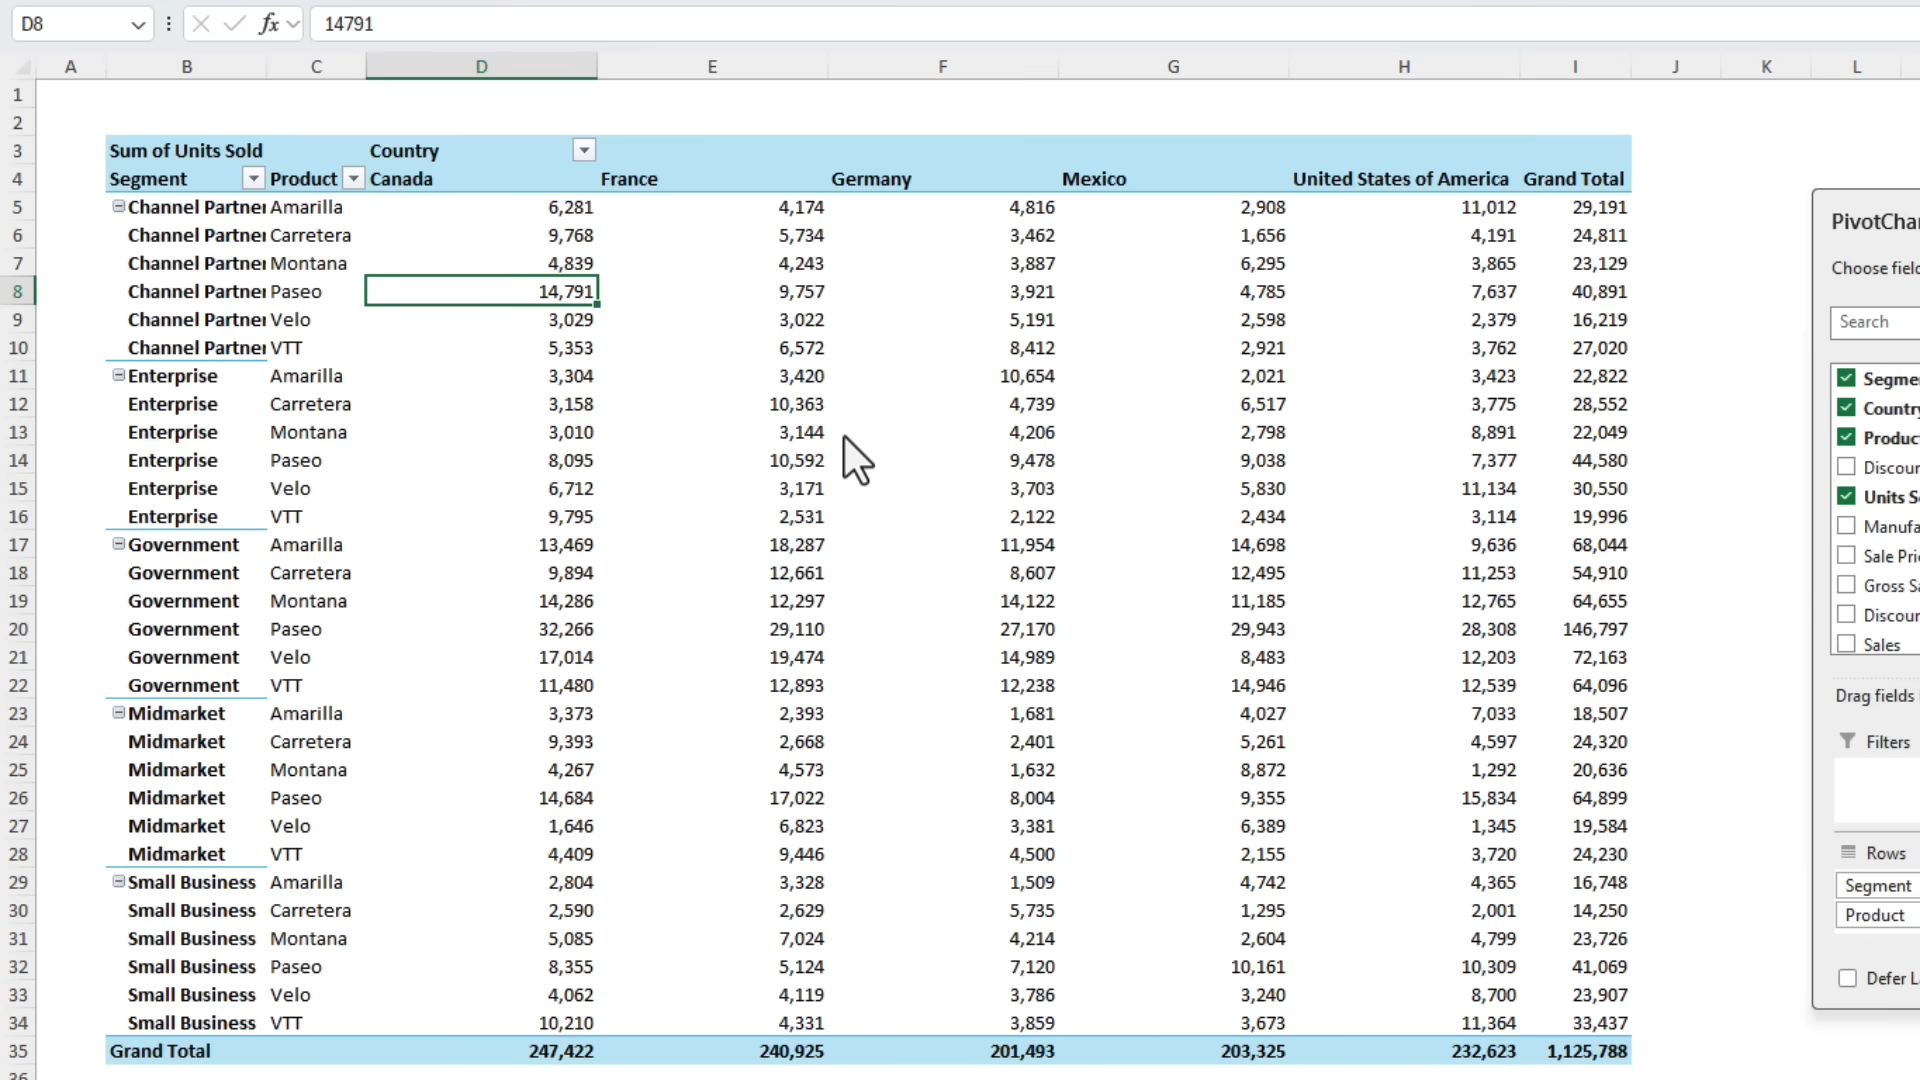 D8 fx 14791
A B C D E F G H I J K L
1
2
3 Sum of Units Sold Country
4 Segment Product Canada France Germany Mexico United States of America Grand Total
5 Channel Partner Amarilla 6,281 4,174 4,816 2,908 11,012 29,191
6 Channel Partner Carretera 9,768 5,734 3,462 1,656 4,191 24,811
7 Channel Partner Montana 4,839 4,243 3,887 6,295 3,865 23,129
8 Channel Partner Paseo 14,791 9,757 3,921 4,785 7,637 40,891
9 Channel Partner Velo 3,029 3,022 5,191 2,598 2,379 16,219
10 Channel Partner VTT 5,353 6,572 8,412 2,921 3,762 27,020
11 Enterprise Amarilla 3,304 3,420 10,654 2,021 3,423 22,822
12 Enterprise Carretera 3,158 10,363 4,739 6,517 3,775 28,552
13 Enterprise Montana 3,010 3,144 4,206 2,798 8,891 22,049
14 Enterprise Paseo 8,095 10,592 9,478 9,038 7,377 44,580
15 Enterprise Velo 6,712 3,171 3,703 5,830 11,134 30,550
16 Enterprise VTT 9,795 2,531 2,122 2,434 3,114 19,996
17 Government Amarilla 13,469 18,287 11,954 14,698 9,636 68,044
18 Government Carretera 9,894 12,661 8,607 12,495 11,253 54,910
19 Government Montana 14,286 12,297 14,122 11,185 12,765 64,655
20 Government Paseo 32,266 29,110 27,170 29,943 28,308 146,797
21 Government Velo 17,014 19,474 14,989 8,483 12,203 72,163
22 Government VTT 11,480 12,893 12,238 14,946 12,539 64,096
23 Midmarket Amarilla 3,373 2,393 1,681 4,027 7,033 18,507
24 Midmarket Carretera 9,393 2,668 2,401 5,261 4,597 24,320
25 Midmarket Montana 4,267 4,573 1,632 8,872 1,292 20,636
26 Midmarket Paseo 14,684 17,022 8,004 9,355 15,834 64,899
27 Midmarket Velo 1,646 6,823 3,381 6,389 1,345 19,584
28 Midmarket VTT 4,409 9,446 4,500 2,155 3,720 24,230
29 Small Business Amarilla 2,804 3,328 1,509 4,742 4,365 16,748
30 Small Business Carretera 2,590 2,629 5,735 1,295 2,001 14,250
31 Small Business Montana 5,085 7,024 4,214 2,604 4,799 23,726
32 Small Business Paseo 8,355 5,124 7,120 10,161 10,309 41,069
33 Small Business Velo 4,062 4,119 3,786 3,240 8,700 23,907
34 Small Business VTT 10,210 4,331 3,859 3,673 11,364 33,437
35 Grand Total 247,422 240,925 201,493 203,325 232,623 1,125,788
PivotChar
Choose field
Search
Segme
Country
Product
Discour
Units S
Manufa
Sale Pri
Gross Sa
Discour
Sales
Drag fields
Filters
Rows
Segment
Product
Defer La